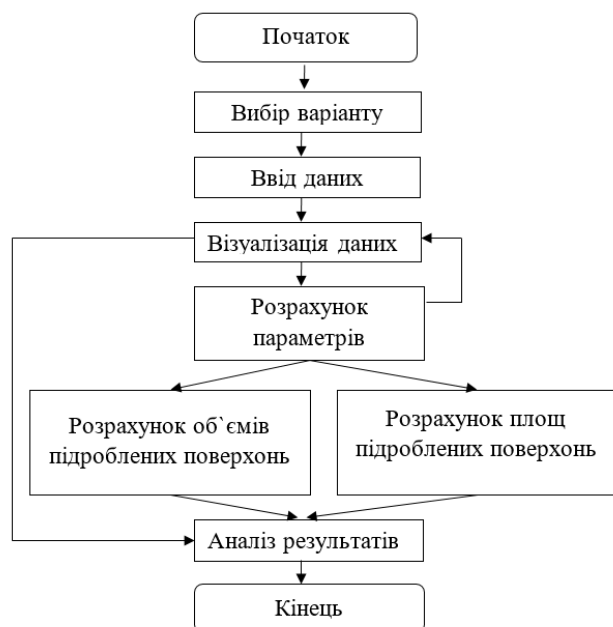 Початок
Вибір варіанту
Ввід даних
Візуалізація даних
Розрахунок
параметрів
Розрахунок об`ємів
підроблених поверхонь
Розрахунок площ
підроблених поверхонь
Аналіз результатів
Кінець